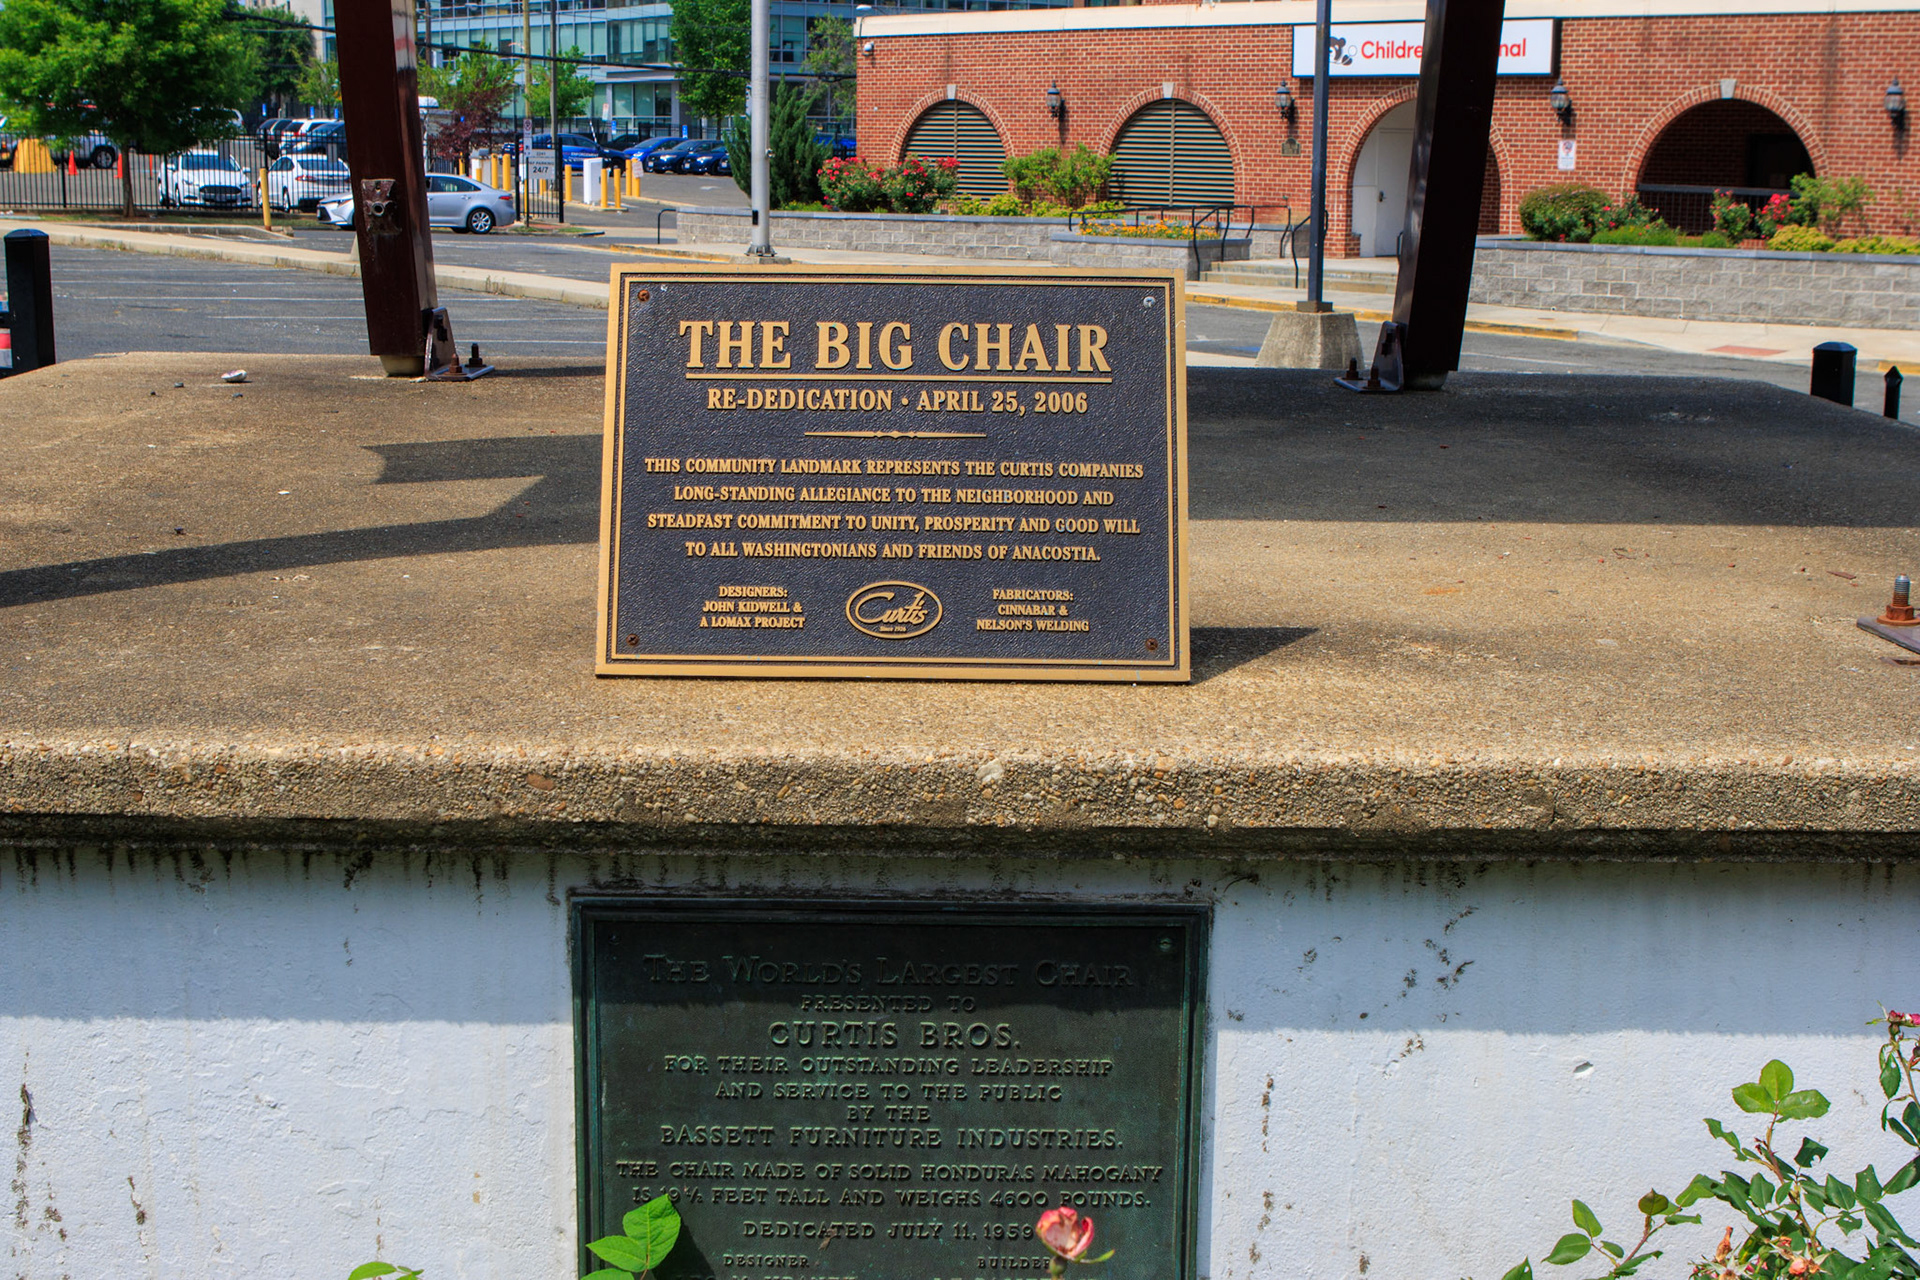 24/7
THE BIG CHAIR
RE-DEDICATION • APRIL 25, 2006
THIS COMMUNITY LANDMARK REPRESENTS THE CURTIS COMPANIES
LONG-STANDING ALLEGIANCE TO THE NEIGHBORHOOD AND
STEADFAST COMMITMENT TO UNITY, PROSPERITY AND GOOD WILL
TO ALL WASHINGTONIANS AND FRIENDS OF ANACOSTIA.
DESIGNERS:
JOHN KIDWELL &
A LOMAX PROJECT
Curtis
FABRICATORS:
CINNABAR &
NELSON'S WELDING
THE WORLD'S LARGEST CHAIR
PRESENTED TO
CURTIS BROS.
FOR THEIR OUTSTANDING LEADERSHIP
AND SERVICE TO THE PUBLIC
BY THE
BASSETT FURNITURE INDUSTRIES.
THE CHAIR MADE OF SOLID HONDURAS MAHOGANY
IS 19½ FEET TALL AND WEIGHS 4600 POUNDS.
DEDICATED JULY 11, 1959
DESIGNER
BUILDER